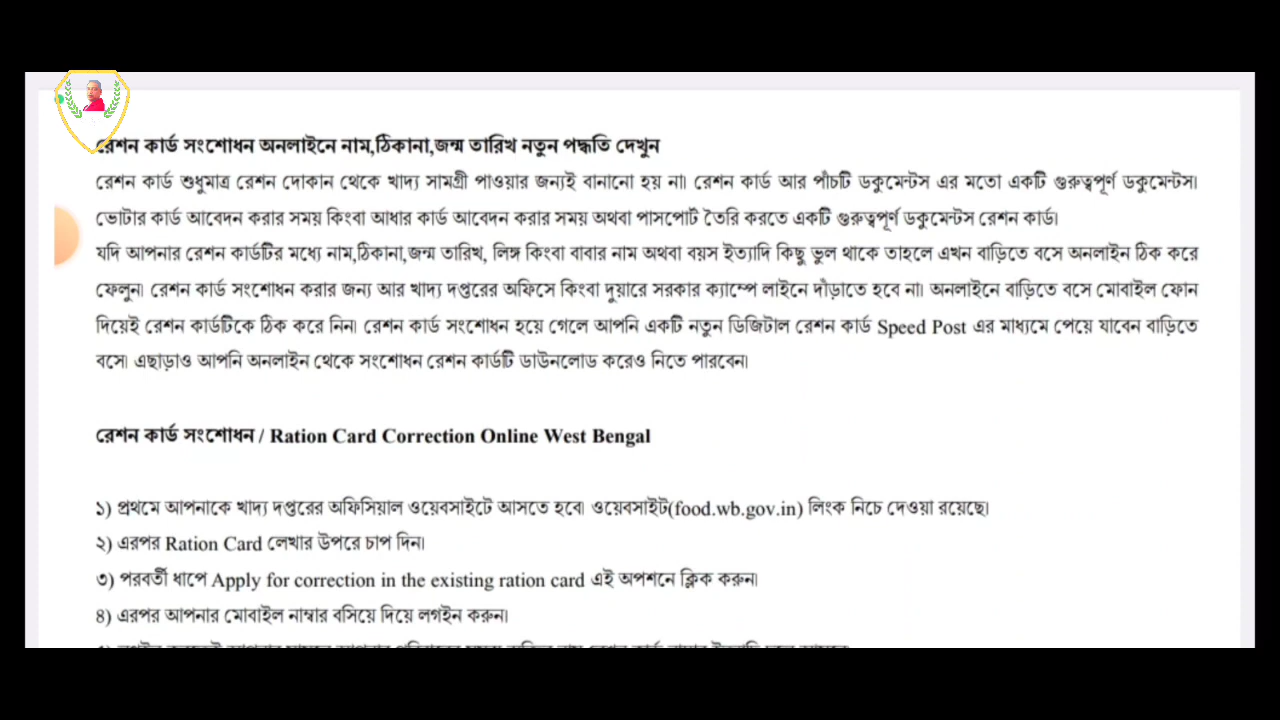 রেশন কার্ড সংশোধন অনলাইনে নাম,ঠিকানা,জন্ম তারিখ নতুন পদ্ধতি দেখুন
রেশন কার্ড শুধুমাত্র রেশন দোকান থেকে খাদ্য সামগ্রী পাওয়ার জন্যই বানানো হয় না। রেশন কার্ড আর পাঁচটি ডকুমেন্টস এর মতো একটি গুরুত্বপূর্ণ ডকুমেন্টস।
ভোটার কার্ড আবেদন করার সময় কিংবা আধার কার্ড আবেদন করার সময় অথবা পাসপোর্ট তৈরি করতে একটি গুরুত্বপূর্ণ ডকুমেন্টস রেশন কার্ড।
যদি আপনার রেশন কার্ডটির মধ্যে নাম,ঠিকানা,জন্ম তারিখ, লিঙ্গ কিংবা বাবার নাম অথবা বয়স ইত্যাদি কিছু ভুল থাকে তাহলে এখন বাড়িতে বসে অনলাইন ঠিক করে
ফেলুন। রেশন কার্ড সংশোধন করার জন্য আর খাদ্য দপ্তরের অফিসে কিংবা দুয়ারে সরকার ক্যাম্পে লাইনে দাঁড়াতে হবে না। অনলাইনে বাড়িতে বসে মোবাইল ফোন
দিয়েই রেশন কার্ডটিকে ঠিক করে নিন। রেশন কার্ড সংশোধন হয়ে গেলে আপনি একটি নতুন ডিজিটাল রেশন কার্ড Speed Post এর মাধ্যমে পেয়ে যাবেন বাড়িতে
বসে। এছাড়াও আপনি অনলাইন থেকে সংশোধন রেশন কার্ডটি ডাউনলোড করেও নিতে পারবেন।
রেশন কার্ড সংশোধন / Ration Card Correction Online West Bengal
১) প্রথমে আপনাকে খাদ্য দপ্তরের অফিসিয়াল ওয়েবসাইটে আসতে হবে। ওয়েবসাইট(food.wb.gov.in) লিংক নিচে দেওয়া রয়েছে।
২) এরপর Ration Card লেখার উপরে চাপ দিন।
৩) পরবর্তী ধাপে Apply for correction in the existing ration card এই অপশনে ক্লিক করুন।
8) এরপর আপনার মোবাইল নাম্বার বসিয়ে দিয়ে লগইন করুন।